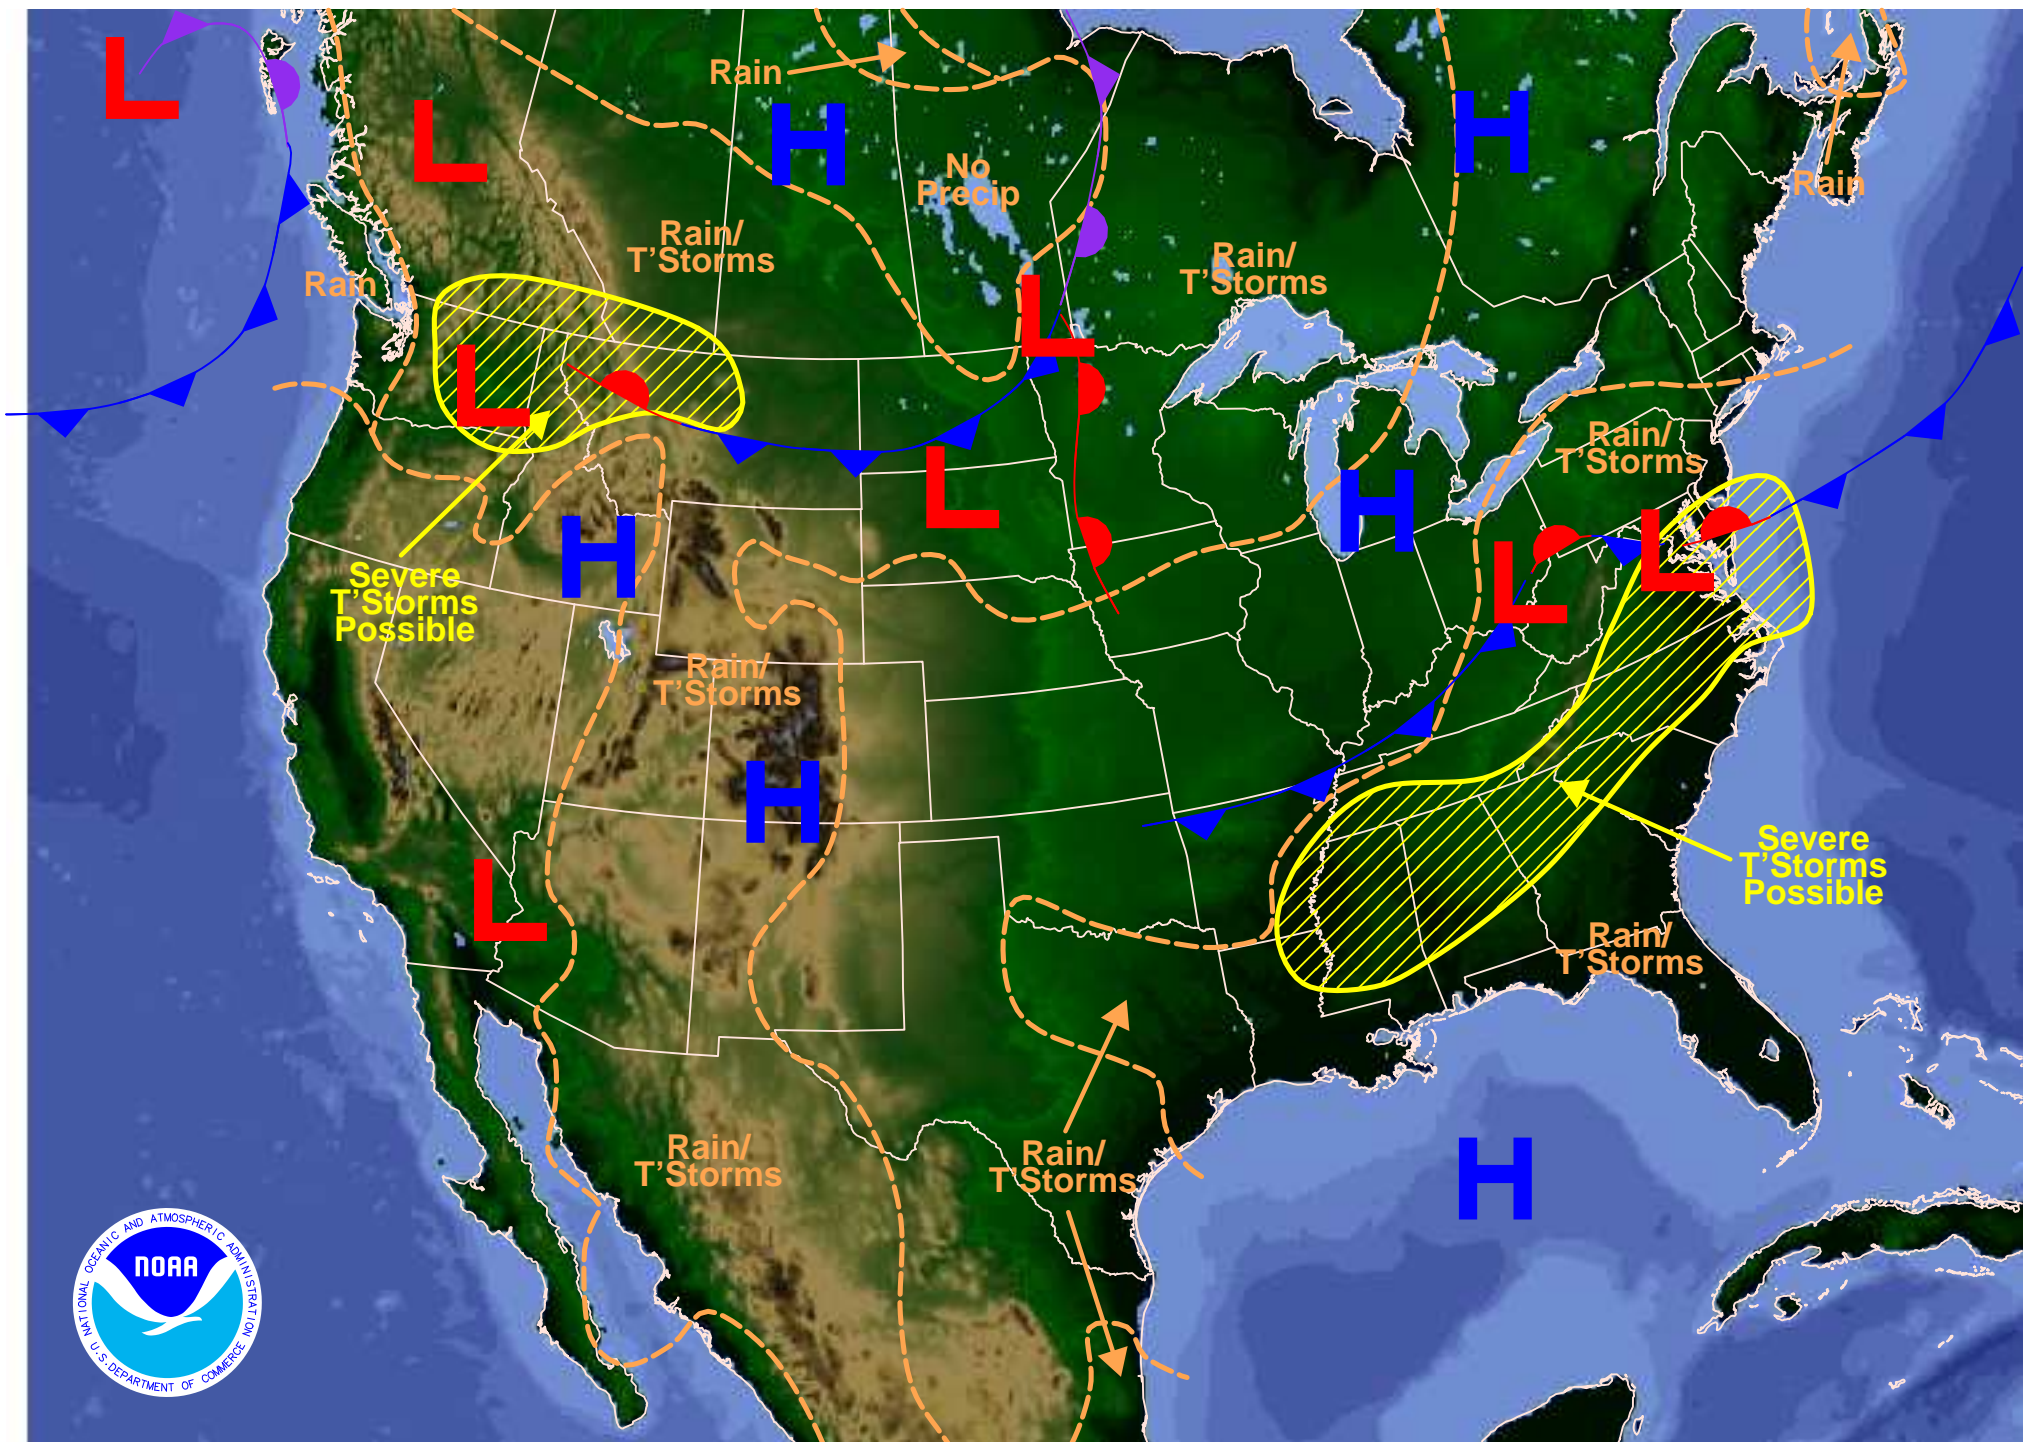 L
L
Rain
H
H
No
Precip
Rain
Rain/
T'Storms
Rain/
T'Storms
Rain
L
L
L
H
H
Severe
T'Storms
Possible
Rain/
T'Storms
L
L
Rain/
T'Storms
H
L
Severe
T'Storms
Possible
Rain/
T'Storms
Rain/
T'Storms
Rain/
T'Storms
H
NATIONAL OCEANIC AND ATMOSPHERIC ADMINISTRATION
NOAA
U.S. DEPARTMENT OF COMMERCE